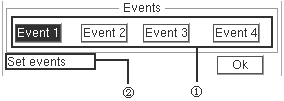 Events
Event 1 Event 2 Event 3 Event 4
Set events
Ok
② ①